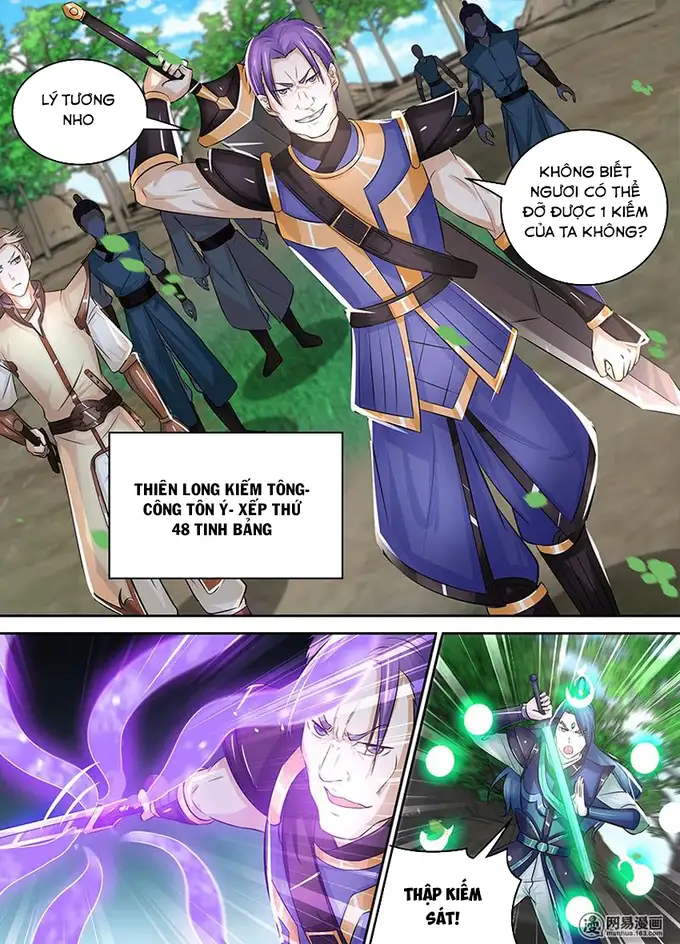 LÝ TƯƠNG
NHO
KHÔNG BIẾT
NGƯƠI CÓ THỂ
ĐỠ ĐƯỢC 1 KIẾM
CỦA TA KHÔNG?
THIÊN LONG KIẾM TÔNG-
CÔNG TÔN Ý- XẾP THỨ
48 TINH BẢNG
THẬP KIẾM
SÁT!
网易漫画
manhua.163.com